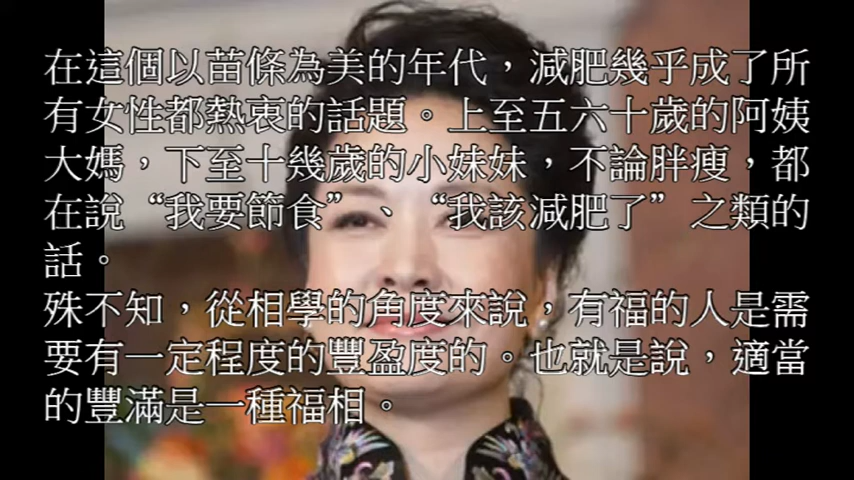 在這個以苗條為美的年代，減肥幾乎成了所
有女性都熱衷的話題。上至五六十歲的阿姨
大媽，下至十幾歲的小妹妹，不論胖瘦，都
在說“我要節食”、“我該減肥了”之類的
話。
殊不知，從相學的角度來說，有福的人是需
要有一定程度的豐盈度的。也就是說，適當
的豐滿是一種福相。